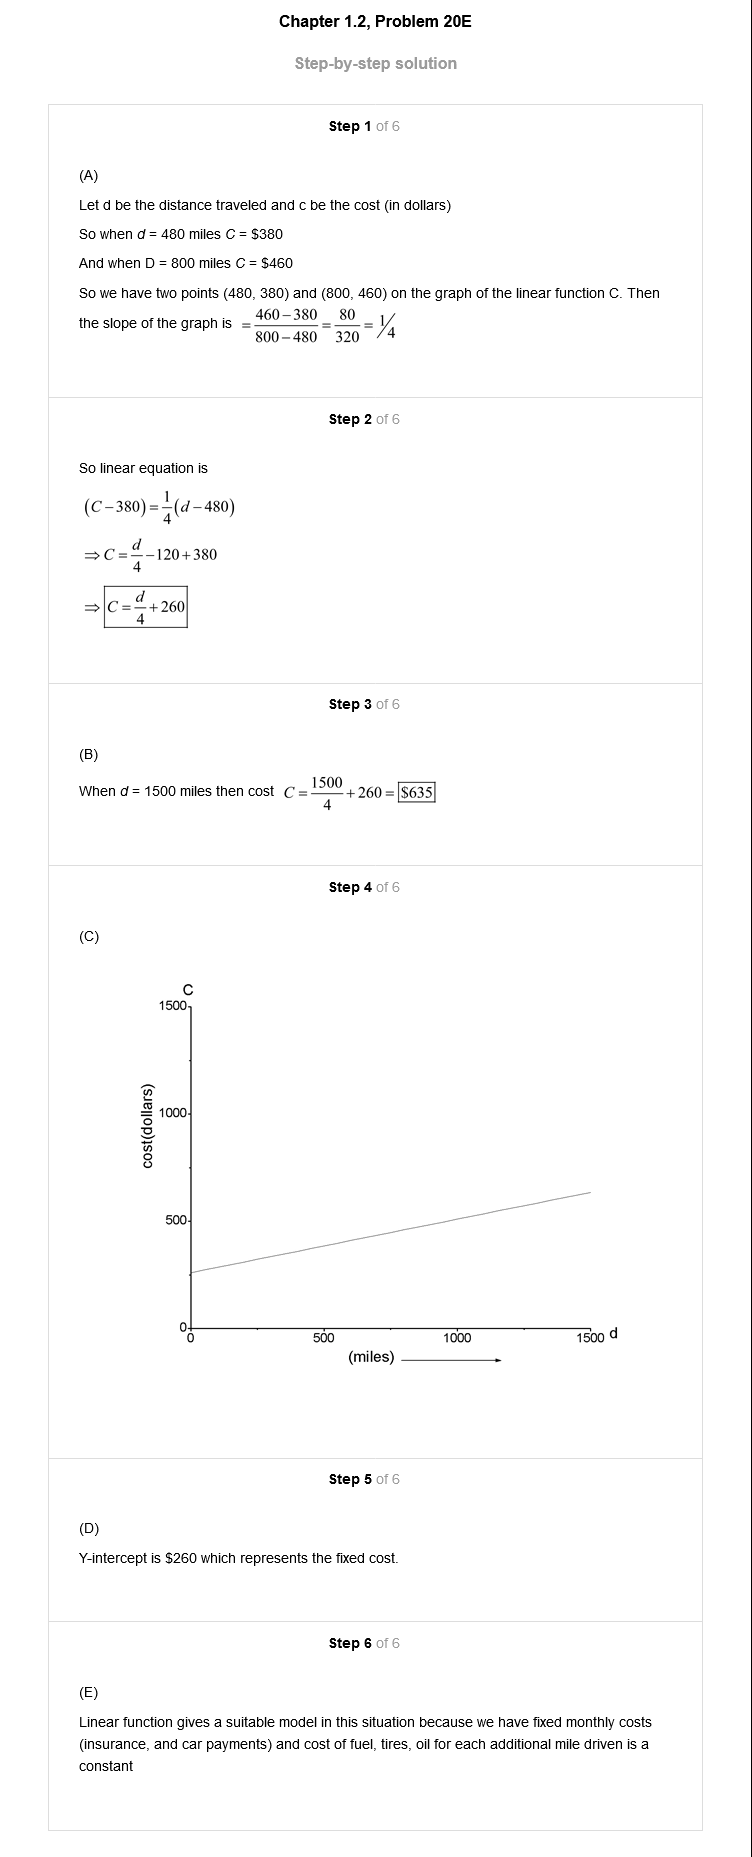 Chapter 1.2, Problem 20E
Step-by-step solution
Step 1 of 6
(A)
Let d be the distance traveled and c be the cost (in dollars)
So when d = 480 miles C = $380
And when D = 800 miles C = $460
So we have two points (480, 380) and (800, 460) on the graph of the linear function C. Then
the slope of the graph is = (460 – 380)/(800 – 480) = 80/320 = 1/4
Step 2 of 6
So linear equation is
(C – 380) = 1/4 (d – 480)
⇒ C = d/4 – 120 + 380
⇒ C = d/4 + 260
Step 3 of 6
(B)
When d = 1500 miles then cost C = 1500/4 + 260 = $635
Step 4 of 6
(C)
C
1500
1000
cost(dollars)
500
0
0 500 1000 1500 d
(miles)
Step 5 of 6
(D)
Y-intercept is $260 which represents the fixed cost.
Step 6 of 6
(E)
Linear function gives a suitable model in this situation because we have fixed monthly costs
(insurance, and car payments) and cost of fuel, tires, oil for each additional mile driven is a
constant